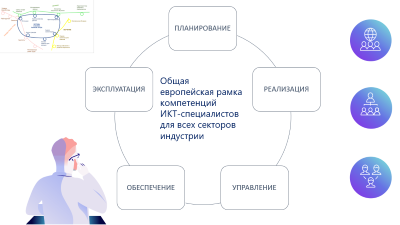 ПЛАНИРОВАНИЕ
ЭКСПЛУАТАЦИЯ
Общая
европейская рамка
компетенций
ИКТ-специалистов
для всех секторов
индустрии
РЕАЛИЗАЦИЯ
ОБЕСПЕЧЕНИЕ
УПРАВЛЕНИЕ